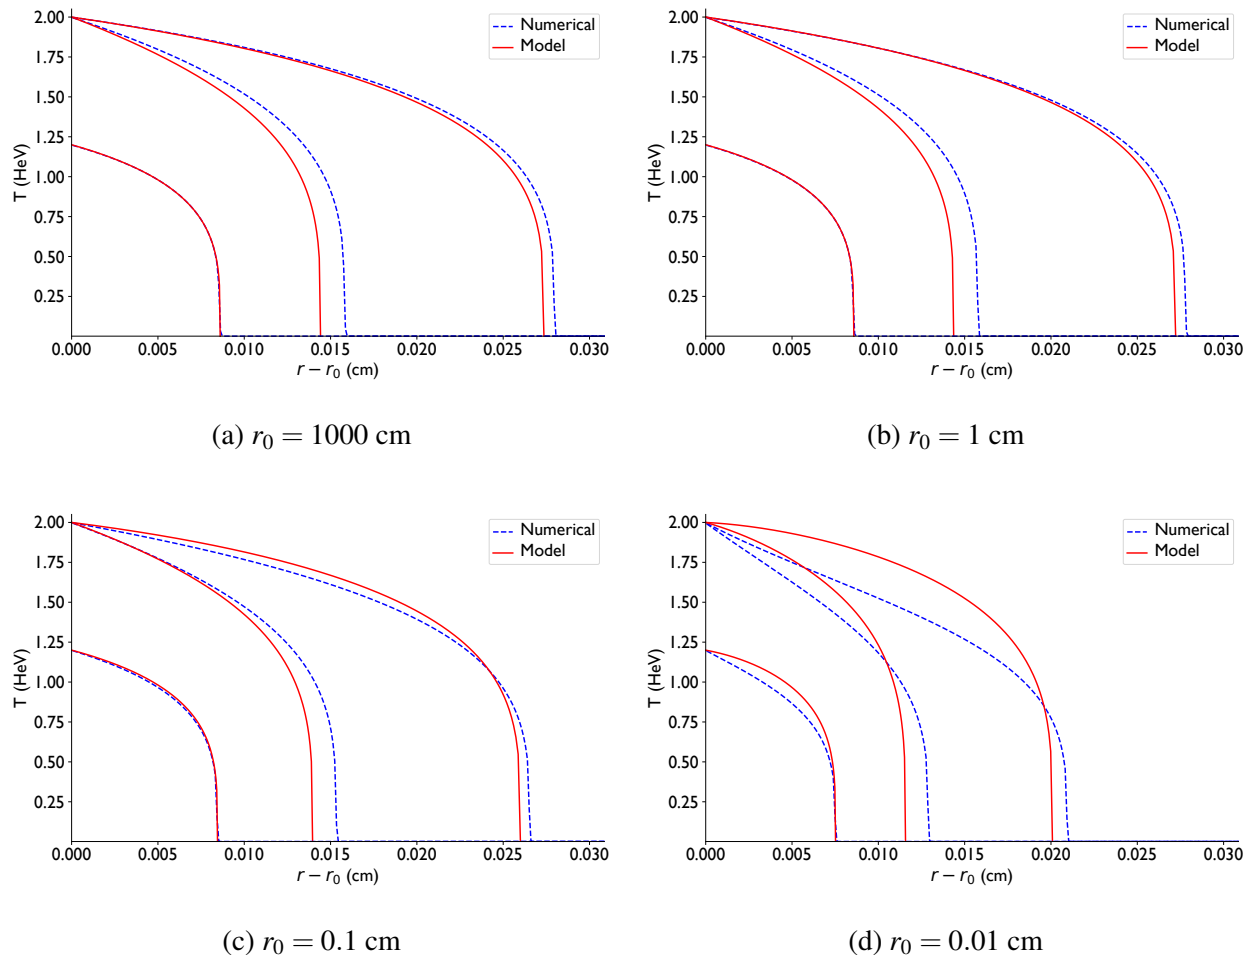 2.00
1.75
1.50
1.25
1.00
0.75
0.50
0.25
T (HeV)
0.000 0.005 0.010 0.015 0.020 0.025 0.030
r − r₀ (cm)
Numerical
Model
(a) r₀ = 1000 cm
2.00
1.75
1.50
1.25
1.00
0.75
0.50
0.25
T (HeV)
0.000 0.005 0.010 0.015 0.020 0.025 0.030
r − r₀ (cm)
Numerical
Model
(b) r₀ = 1 cm
2.00
1.75
1.50
1.25
1.00
0.75
0.50
0.25
T (HeV)
0.000 0.005 0.010 0.015 0.020 0.025 0.030
r − r₀ (cm)
Numerical
Model
(c) r₀ = 0.1 cm
2.00
1.75
1.50
1.25
1.00
0.75
0.50
0.25
T (HeV)
0.000 0.005 0.010 0.015 0.020 0.025 0.030
r − r₀ (cm)
Numerical
Model
(d) r₀ = 0.01 cm